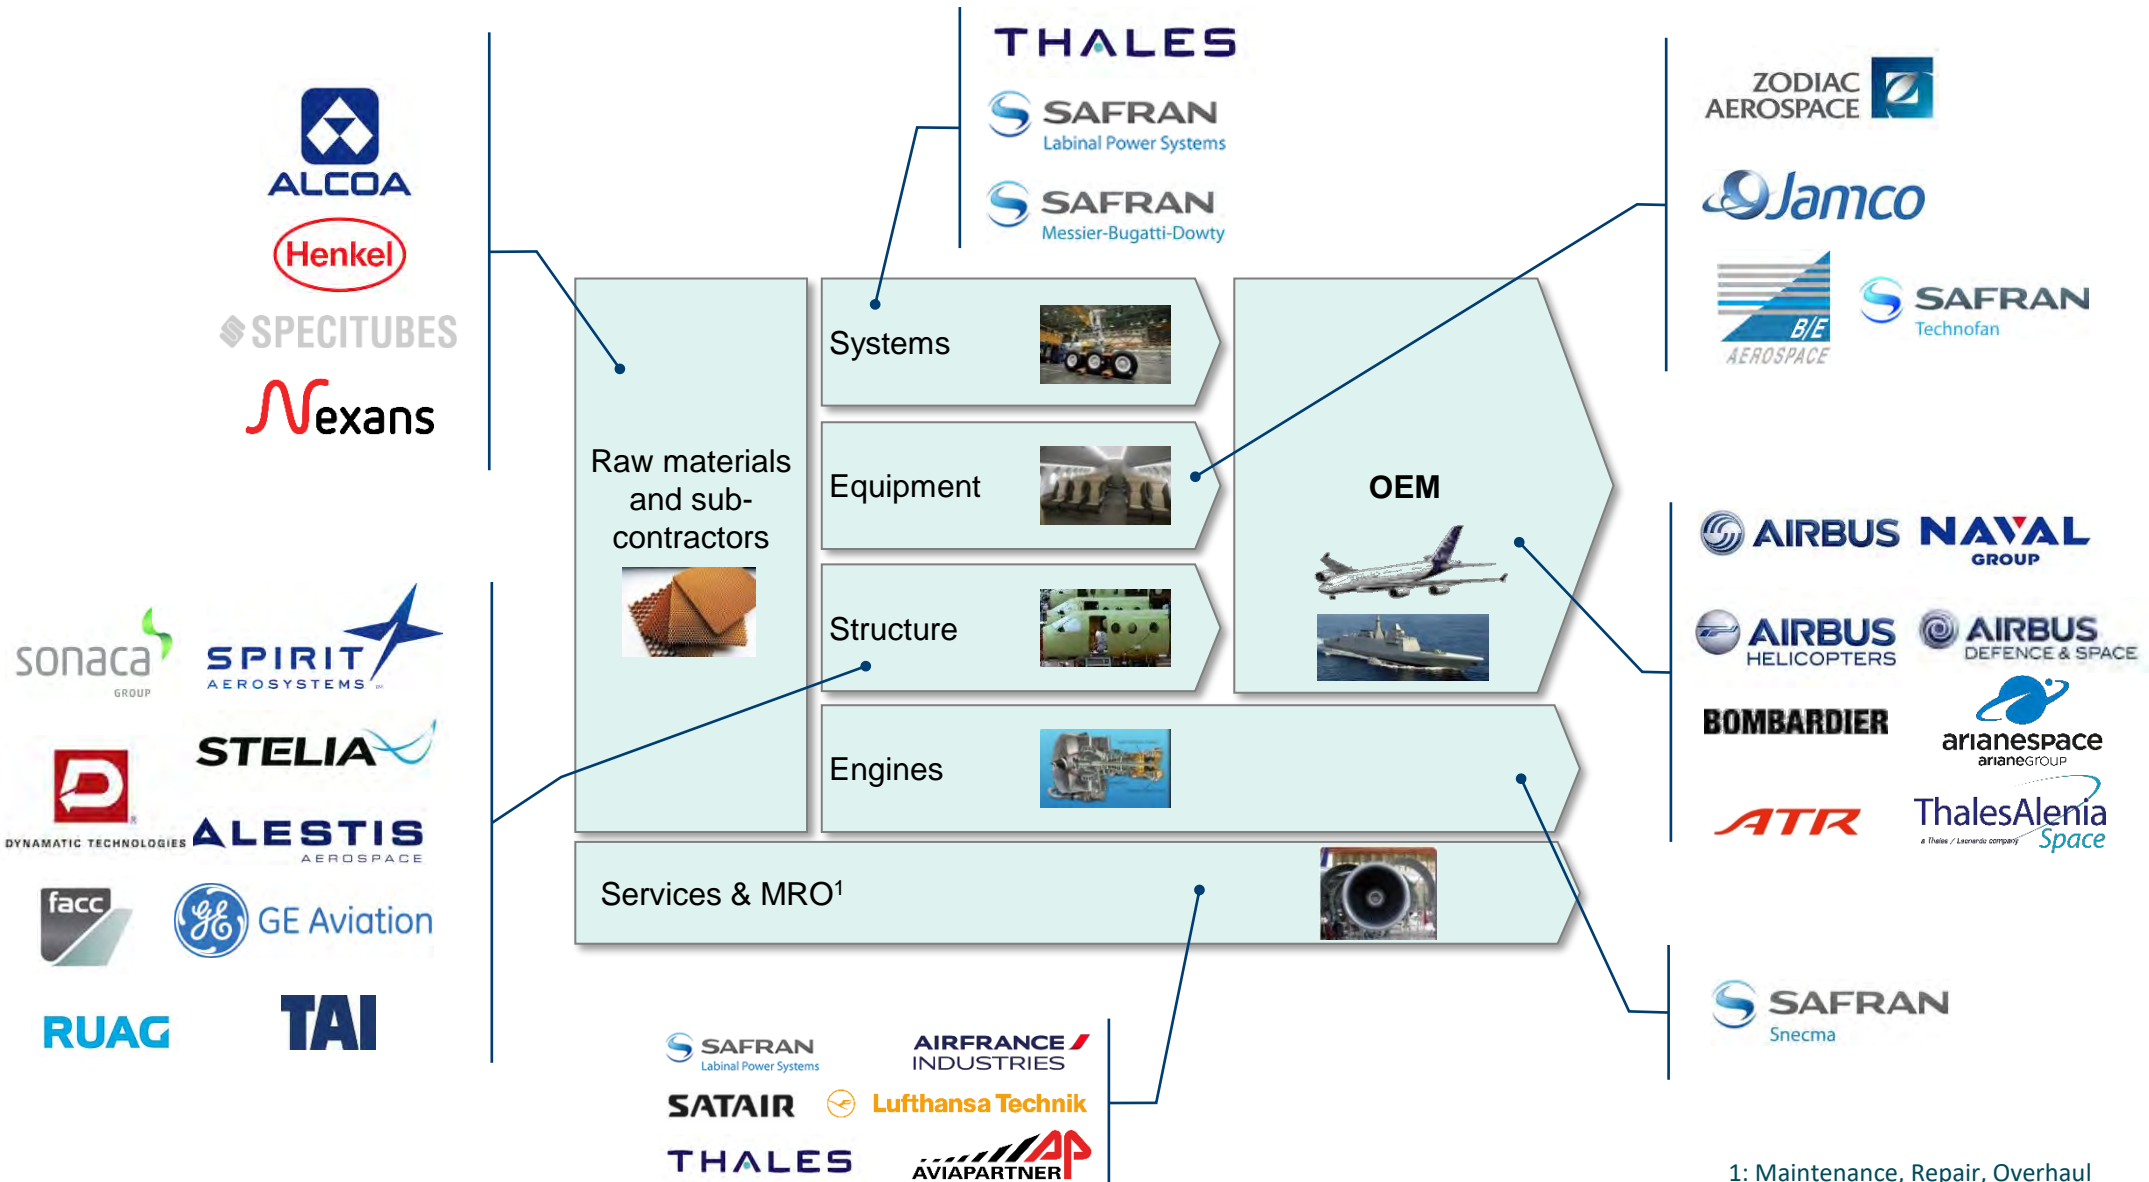 THALES
SAFRAN
Labinal Power Systems
SAFRAN
Messier-Bugatti-Dowty
ZODIAC
AEROSPACE
Jamco
B/E
AEROSPACE
SAFRAN
Technofan
ALCOA
Henkel
SPECITUBES
Nexans
Systems
Equipment
Structure
Engines
Raw materials
and sub-
contractors
OEM
Services & MRO¹
AIRBUS
NAVAL
GROUP
AIRBUS
HELICOPTERS
AIRBUS
DEFENCE & SPACE
BOMBARDIER
arianespace
arianeGROUP
ATR
ThalesAlenia
a Thales / Leonardo company
Space
sonaca
GROUP
SPIRIT
AEROSYSTEMS
STELIA
DYNAMATIC TECHNOLOGIES
ALESTIS
AEROSPACE
facc
GE Aviation
RUAG
TAI
SAFRAN
Snecma
SAFRAN
Labinal Power Systems
AIRFRANCE
INDUSTRIES
SATAIR
Lufthansa Technik
THALES
AVIAPARTNER
1: Maintenance, Repair, Overhaul